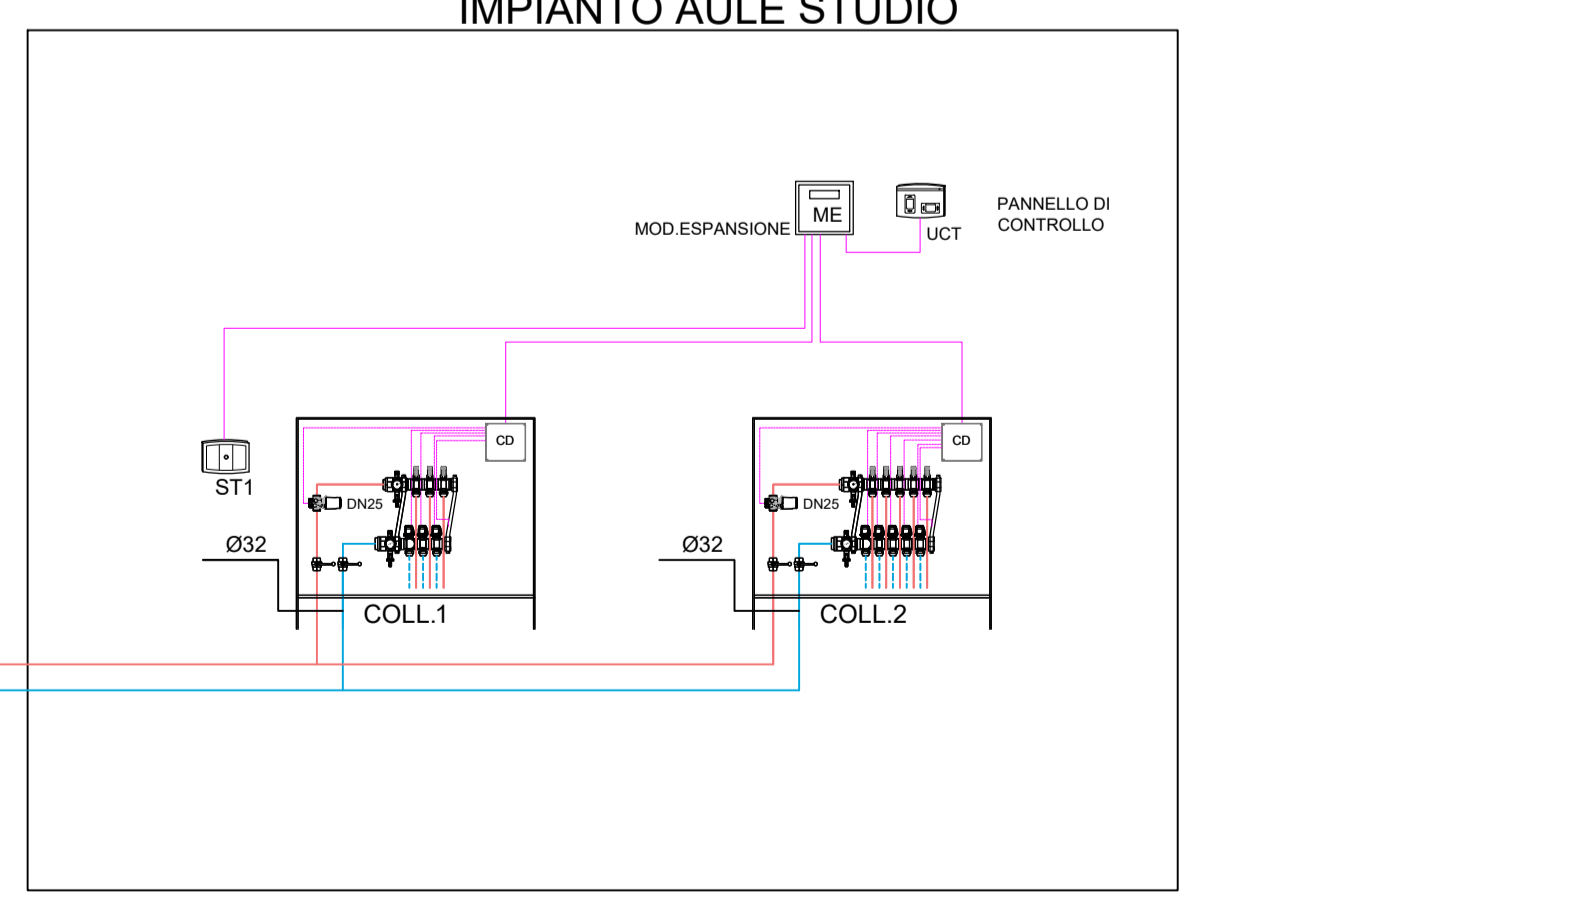 IMPIANTO AULE STUDIO
ME
MOD.ESPANSIONE
UCT
PANNELLO DI
CONTROLLO
CD
CD
ST1
DN25
DN25
Ø32
Ø32
COLL.1
COLL.2